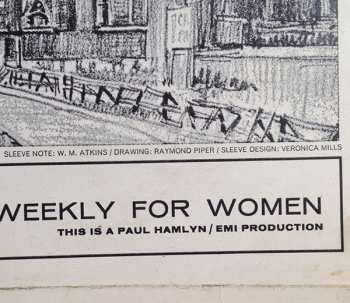 SLEEVE NOTE: W. M. ATKINS / DRAWING: RAYMOND PIPER / SLEEVE DESIGN: VERONICA MILLS
WEEKLY FOR WOMEN
THIS IS A PAUL HAMLYN / EMI PRODUCTION